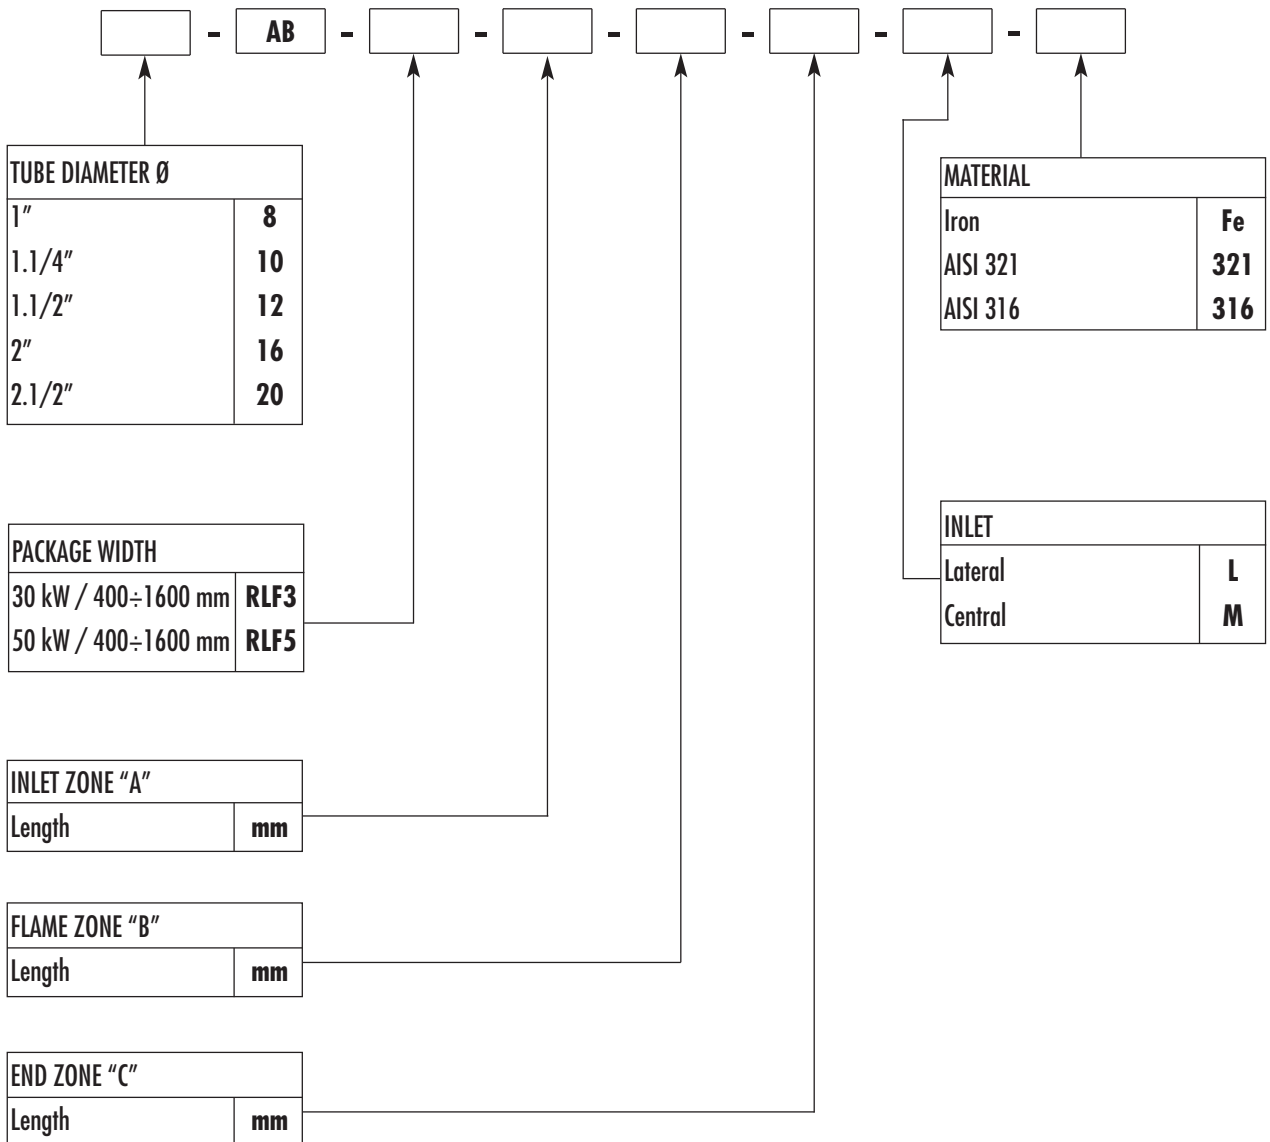 - AB - - - - - -
TUBE DIAMETER Ø
1” 8
1.1/4” 10
1.1/2” 12
2” 16
2.1/2” 20
MATERIAL
Iron Fe
AISI 321 321
AISI 316 316
PACKAGE WIDTH
30 kW / 400÷1600 mm RLF3
50 kW / 400÷1600 mm RLF5
INLET
Lateral L
Central M
INLET ZONE “A”
Length mm
FLAME ZONE “B”
Length mm
END ZONE “C”
Length mm